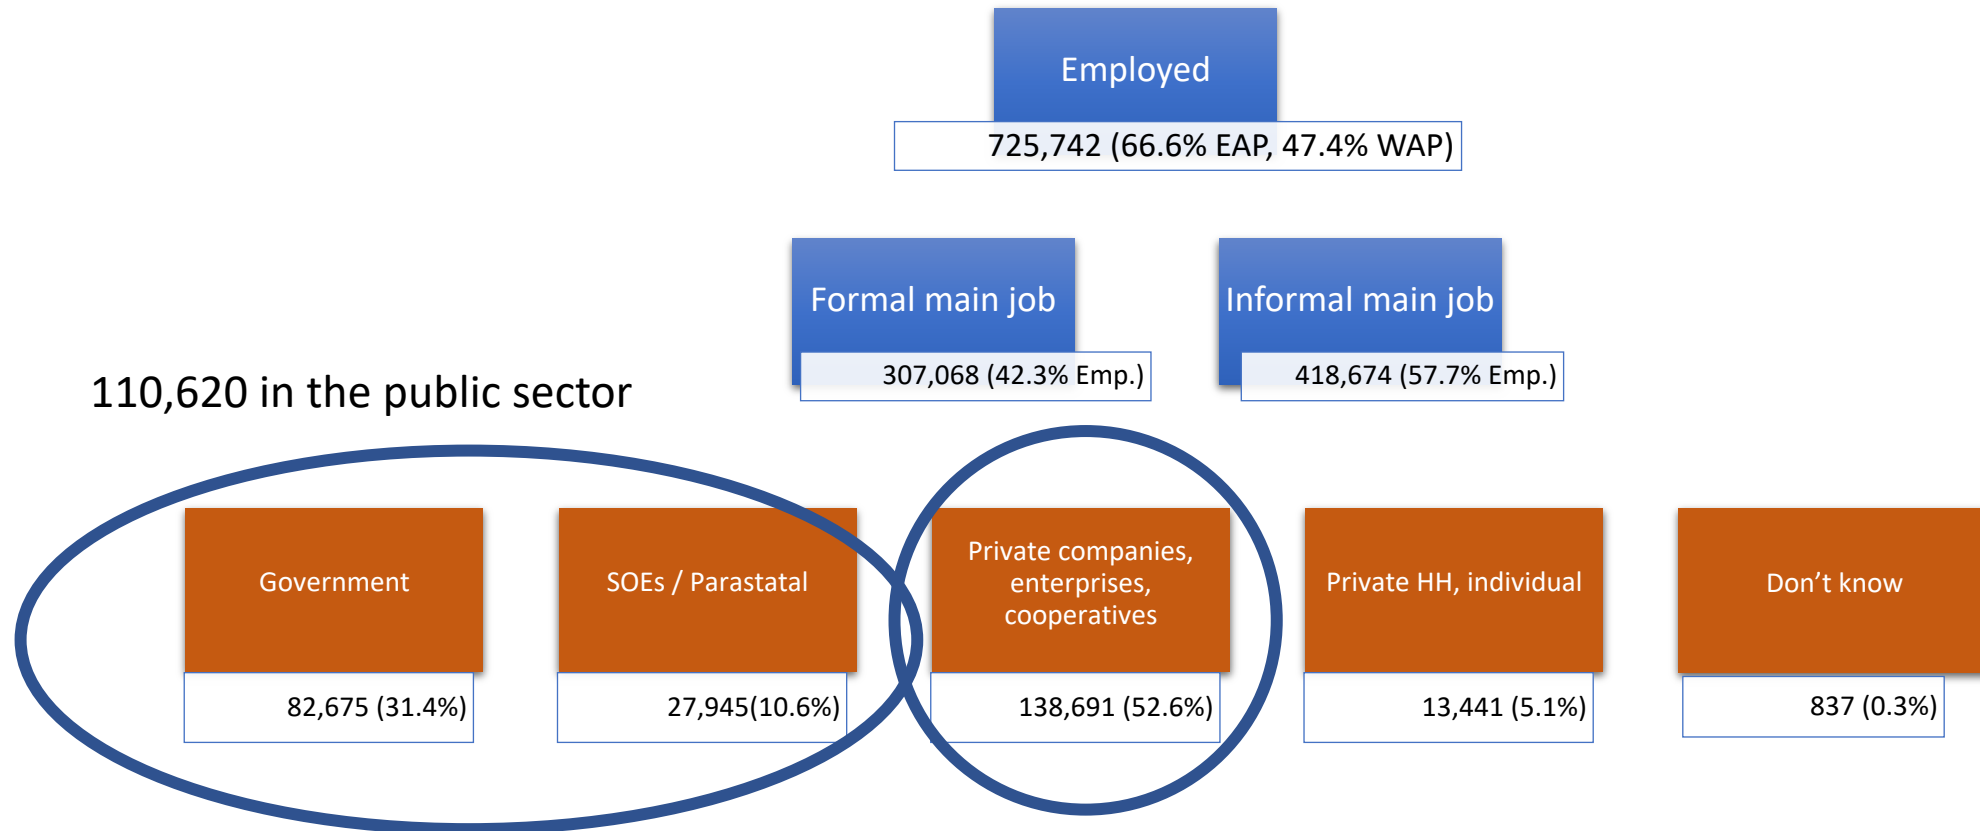 Employed
725,742 (66.6% EAP, 47.4% WAP)
Formal main job
307,068 (42.3% Emp.)
Informal main job
418,674 (57.7% Emp.)
110,620 in the public sector
Government
82,675 (31.4%)
SOEs / Parastatal
27,945(10.6%)
Private companies,
enterprises,
cooperatives
138,691 (52.6%)
Private HH, individual
13,441 (5.1%)
Don’t know
837 (0.3%)